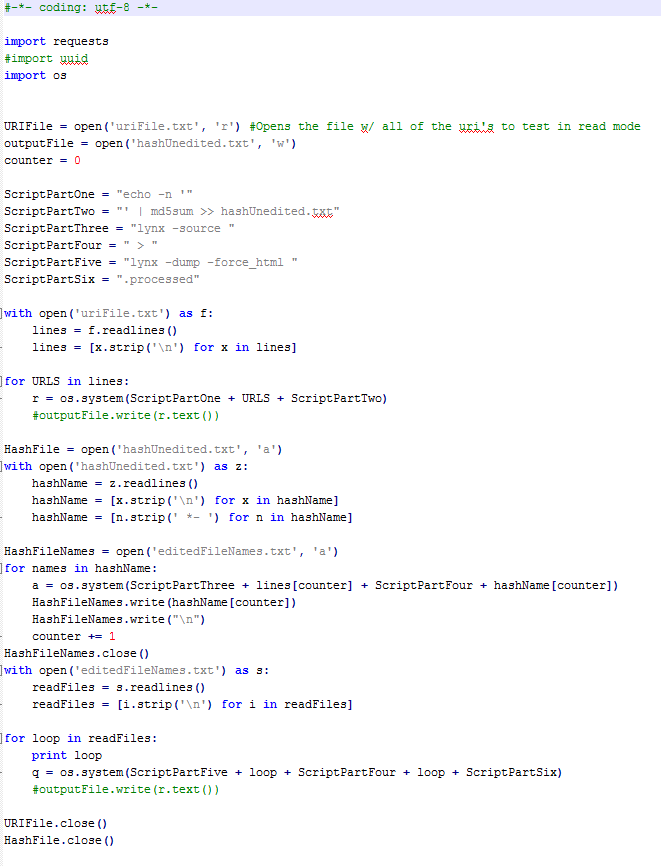 #-*- coding: utf-8 -*-
import requests
#import uuid
import os
URIFile = open('uriFile.txt', 'r') #Opens the file w/ all of the uri's to test in read mode
outputFile = open('hashUnedited.txt', 'w')
counter = 0
ScriptPartOne = "echo -n '"
ScriptPartTwo = "' | md5sum >> hashUnedited.txt"
ScriptPartThree = "lynx -source "
ScriptPartFour = " > "
ScriptPartFive = "lynx -dump -force_html "
ScriptPartSix = ".processed"
with open('uriFile.txt') as f:
    lines = f.readlines()
    lines = [x.strip('\n') for x in lines]
for URLS in lines:
    r = os.system(ScriptPartOne + URLS + ScriptPartTwo)
    #outputFile.write(r.text())
HashFile = open('hashUnedited.txt', 'a')
with open('hashUnedited.txt') as z:
    hashName = z.readlines()
    hashName = [x.strip('\n') for x in hashName]
    hashName = [n.strip(' *- ') for n in hashName]
HashFileNames = open('editedFileNames.txt', 'a')
for names in hashName:
    a = os.system(ScriptPartThree + lines[counter] + ScriptPartFour + hashName[counter])
    HashFileNames.write(hashName[counter])
    HashFileNames.write("\n")
    counter += 1
HashFileNames.close()
with open('editedFileNames.txt') as s:
    readFiles = s.readlines()
    readFiles = [i.strip('\n') for i in readFiles]
for loop in readFiles:
    print loop
    q = os.system(ScriptPartFive + loop + ScriptPartFour + loop + ScriptPartSix)
    #outputFile.write(r.text())
URIFile.close()
HashFile.close()